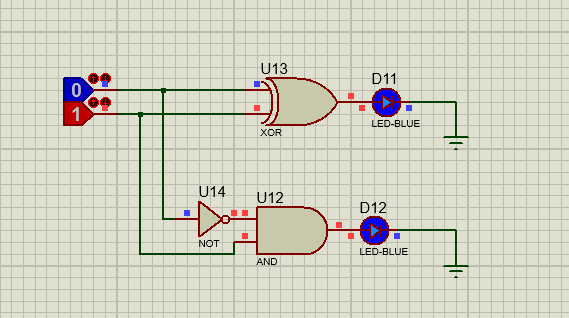 0
1
U13
XOR
D11
LED-BLUE
U14
NOT
U12
AND
D12
LED-BLUE